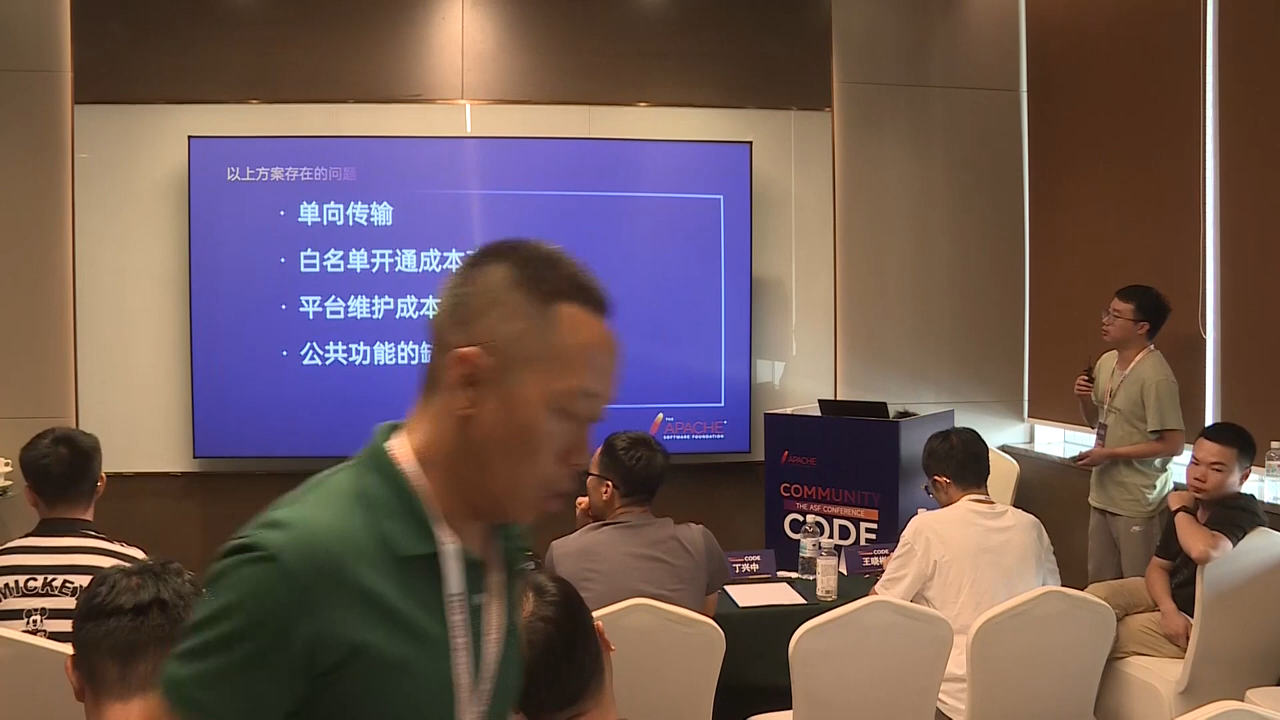 以上方案存在的问题
· 单向传输
· 白名单开通成本
· 平台维护成本
· 公共功能的
THE
APACHE
SOFTWARE FOUNDATION
APACHE
COMMUNITY
THE ASF CONFERENCE
CODE
CODE
丁兴中
CODE
王晓
MICKEY